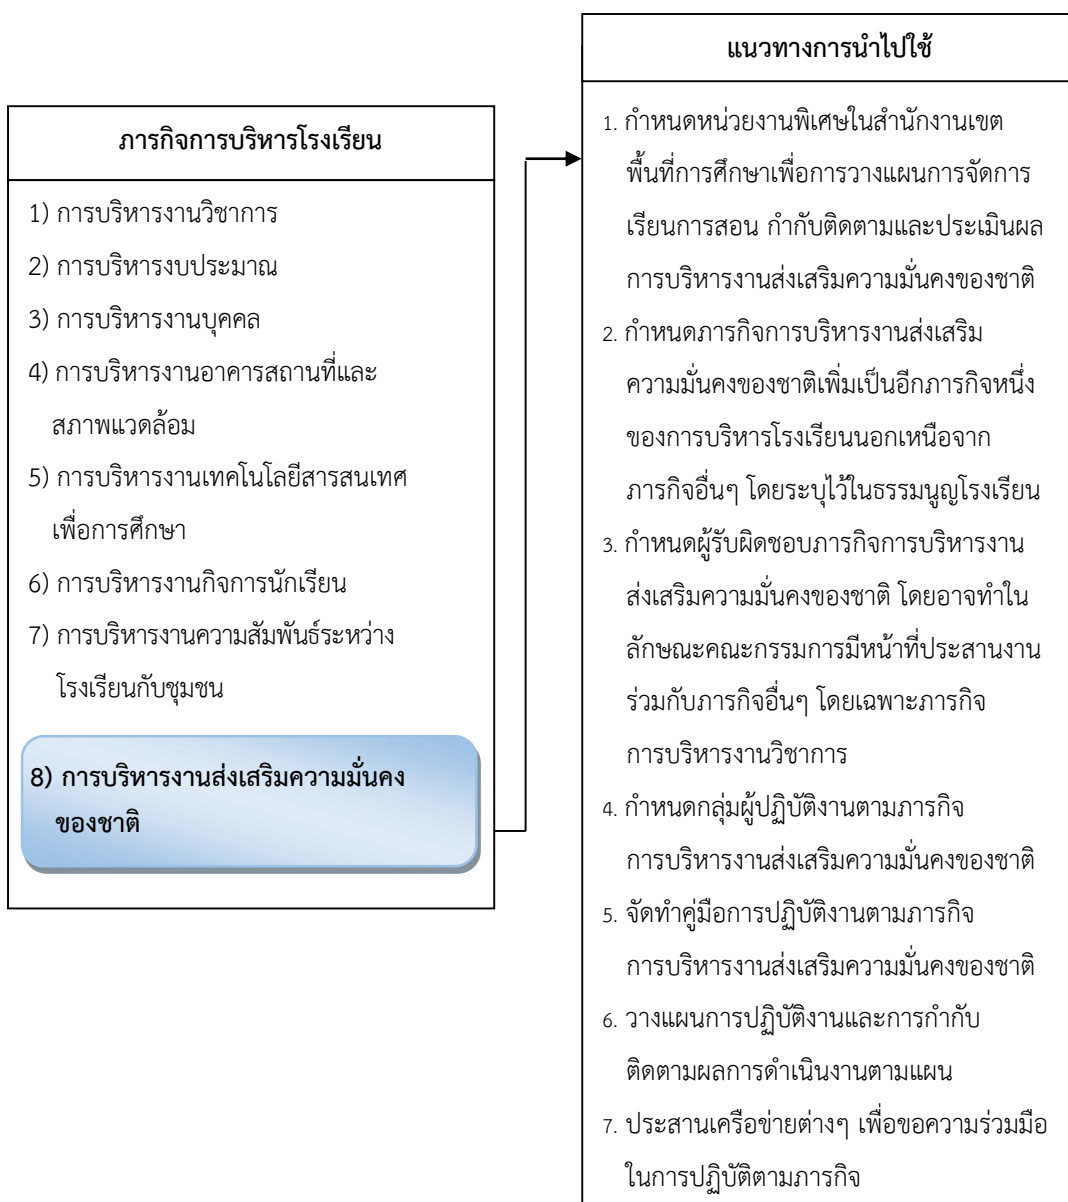 ภารกิจการบริหารโรงเรียน
1) การบริหารงานวิชาการ
2) การบริหารงบประมาณ
3) การบริหารงานบุคคล
4) การบริหารงานอาคารสถานที่และ
สภาพแวดล้อม
5) การบริหารงานเทคโนโลยีสารสนเทศ
เพื่อการศึกษา
6) การบริหารงานกิจการนักเรียน
7) การบริหารงานความสัมพันธ์ระหว่าง
โรงเรียนกับชุมชน
8) การบริหารงานส่งเสริมความมั่นคง
ของชาติ
แนวทางการนำไปใช้
1. กำหนดหน่วยงานพิเศษในสำนักงานเขต
พื้นที่การศึกษาเพื่อการวางแผนการจัดการ
เรียนการสอน กำกับติดตามและประเมินผล
การบริหารงานส่งเสริมความมั่นคงของชาติ
2. กำหนดภารกิจการบริหารงานส่งเสริม
ความมั่นคงของชาติเพิ่มเป็นอีกภารกิจหนึ่ง
ของการบริหารโรงเรียนนอกเหนือจาก
ภารกิจอื่นๆ โดยระบุไว้ในธรรมนูญโรงเรียน
3. กำหนดผู้รับผิดชอบภารกิจการบริหารงาน
ส่งเสริมความมั่นคงของชาติ โดยอาจทำใน
ลักษณะคณะกรรมการมีหน้าที่ประสานงาน
ร่วมกับภารกิจอื่นๆ โดยเฉพาะภารกิจ
การบริหารงานวิชาการ
4. กำหนดกลุ่มผู้ปฏิบัติงานตามภารกิจ
การบริหารงานส่งเสริมความมั่นคงของชาติ
5. จัดทำคู่มือการปฏิบัติงานตามภารกิจ
การบริหารงานส่งเสริมความมั่นคงของชาติ
6. วางแผนการปฏิบัติงานและการกำกับ
ติดตามผลการดำเนินงานตามแผน
7. ประสานเครือข่ายต่างๆ เพื่อขอความร่วมมือ
ในการปฏิบัติตามภารกิจ